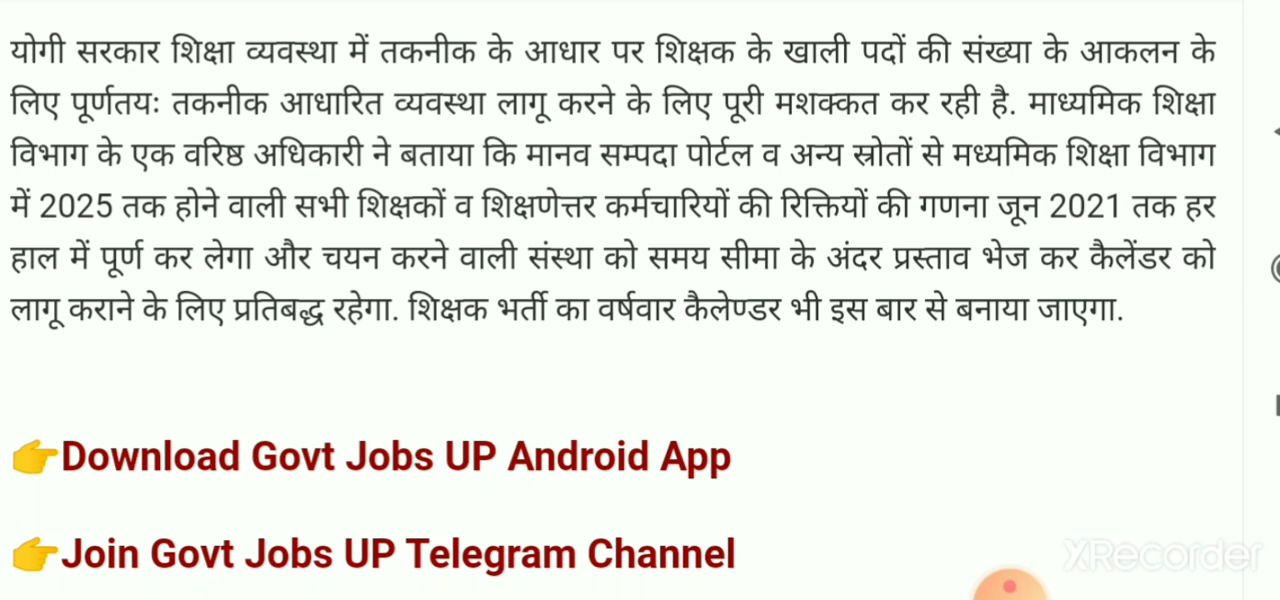 योगी सरकार शिक्षा व्यवस्था में तकनीक के आधार पर शिक्षक के खाली पदों की संख्या के आकलन के
लिए पूर्णतयः तकनीक आधारित व्यवस्था लागू करने के लिए पूरी मशक्कत कर रही है. माध्यमिक शिक्षा
विभाग के एक वरिष्ठ अधिकारी ने बताया कि मानव सम्पदा पोर्टल व अन्य स्रोतों से मध्यमिक शिक्षा विभाग
में 2025 तक होने वाली सभी शिक्षकों व शिक्षणेत्तर कर्मचारियों की रिक्तियों की गणना जून 2021 तक हर
हाल में पूर्ण कर लेगा और चयन करने वाली संस्था को समय सीमा के अंदर प्रस्ताव भेज कर कैलेंडर को
लागू कराने के लिए प्रतिबद्ध रहेगा. शिक्षक भर्ती का वर्षवार कैलेण्डर भी इस बार से बनाया जाएगा.
👉Download Govt Jobs UP Android App
👉Join Govt Jobs UP Telegram Channel
XRecorder